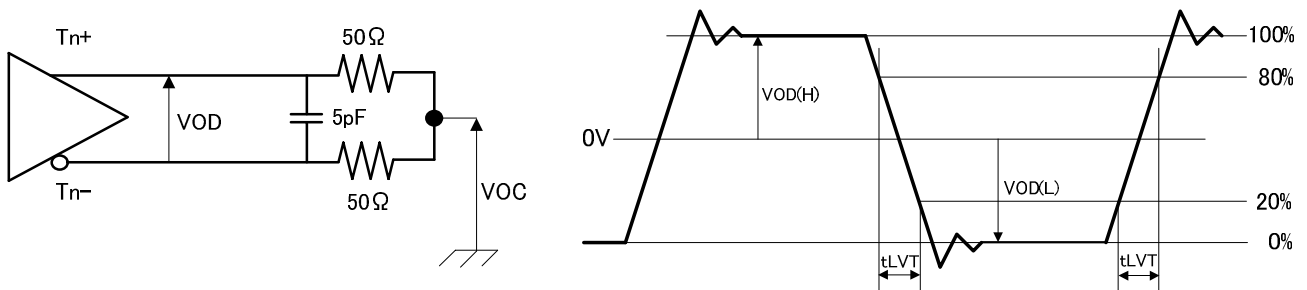 Tn+
50Ω
VOD
5pF
Tn−
50Ω
VOC
100%
80%
VOD(H)
0V
VOD(L)
20%
0%
tLVT
tLVT